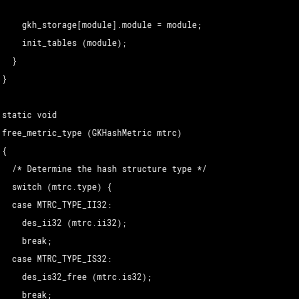 gkh_storage[module].module = module;
init_tables (module);
}
}
static void
free_metric_type (GKHashMetric mtrc)
{
/* Determine the hash structure type */
switch (mtrc.type) {
case MTRC_TYPE_II32:
des_ii32 (mtrc.ii32);
break;
case MTRC_TYPE_IS32:
des_is32_free (mtrc.is32);
break;